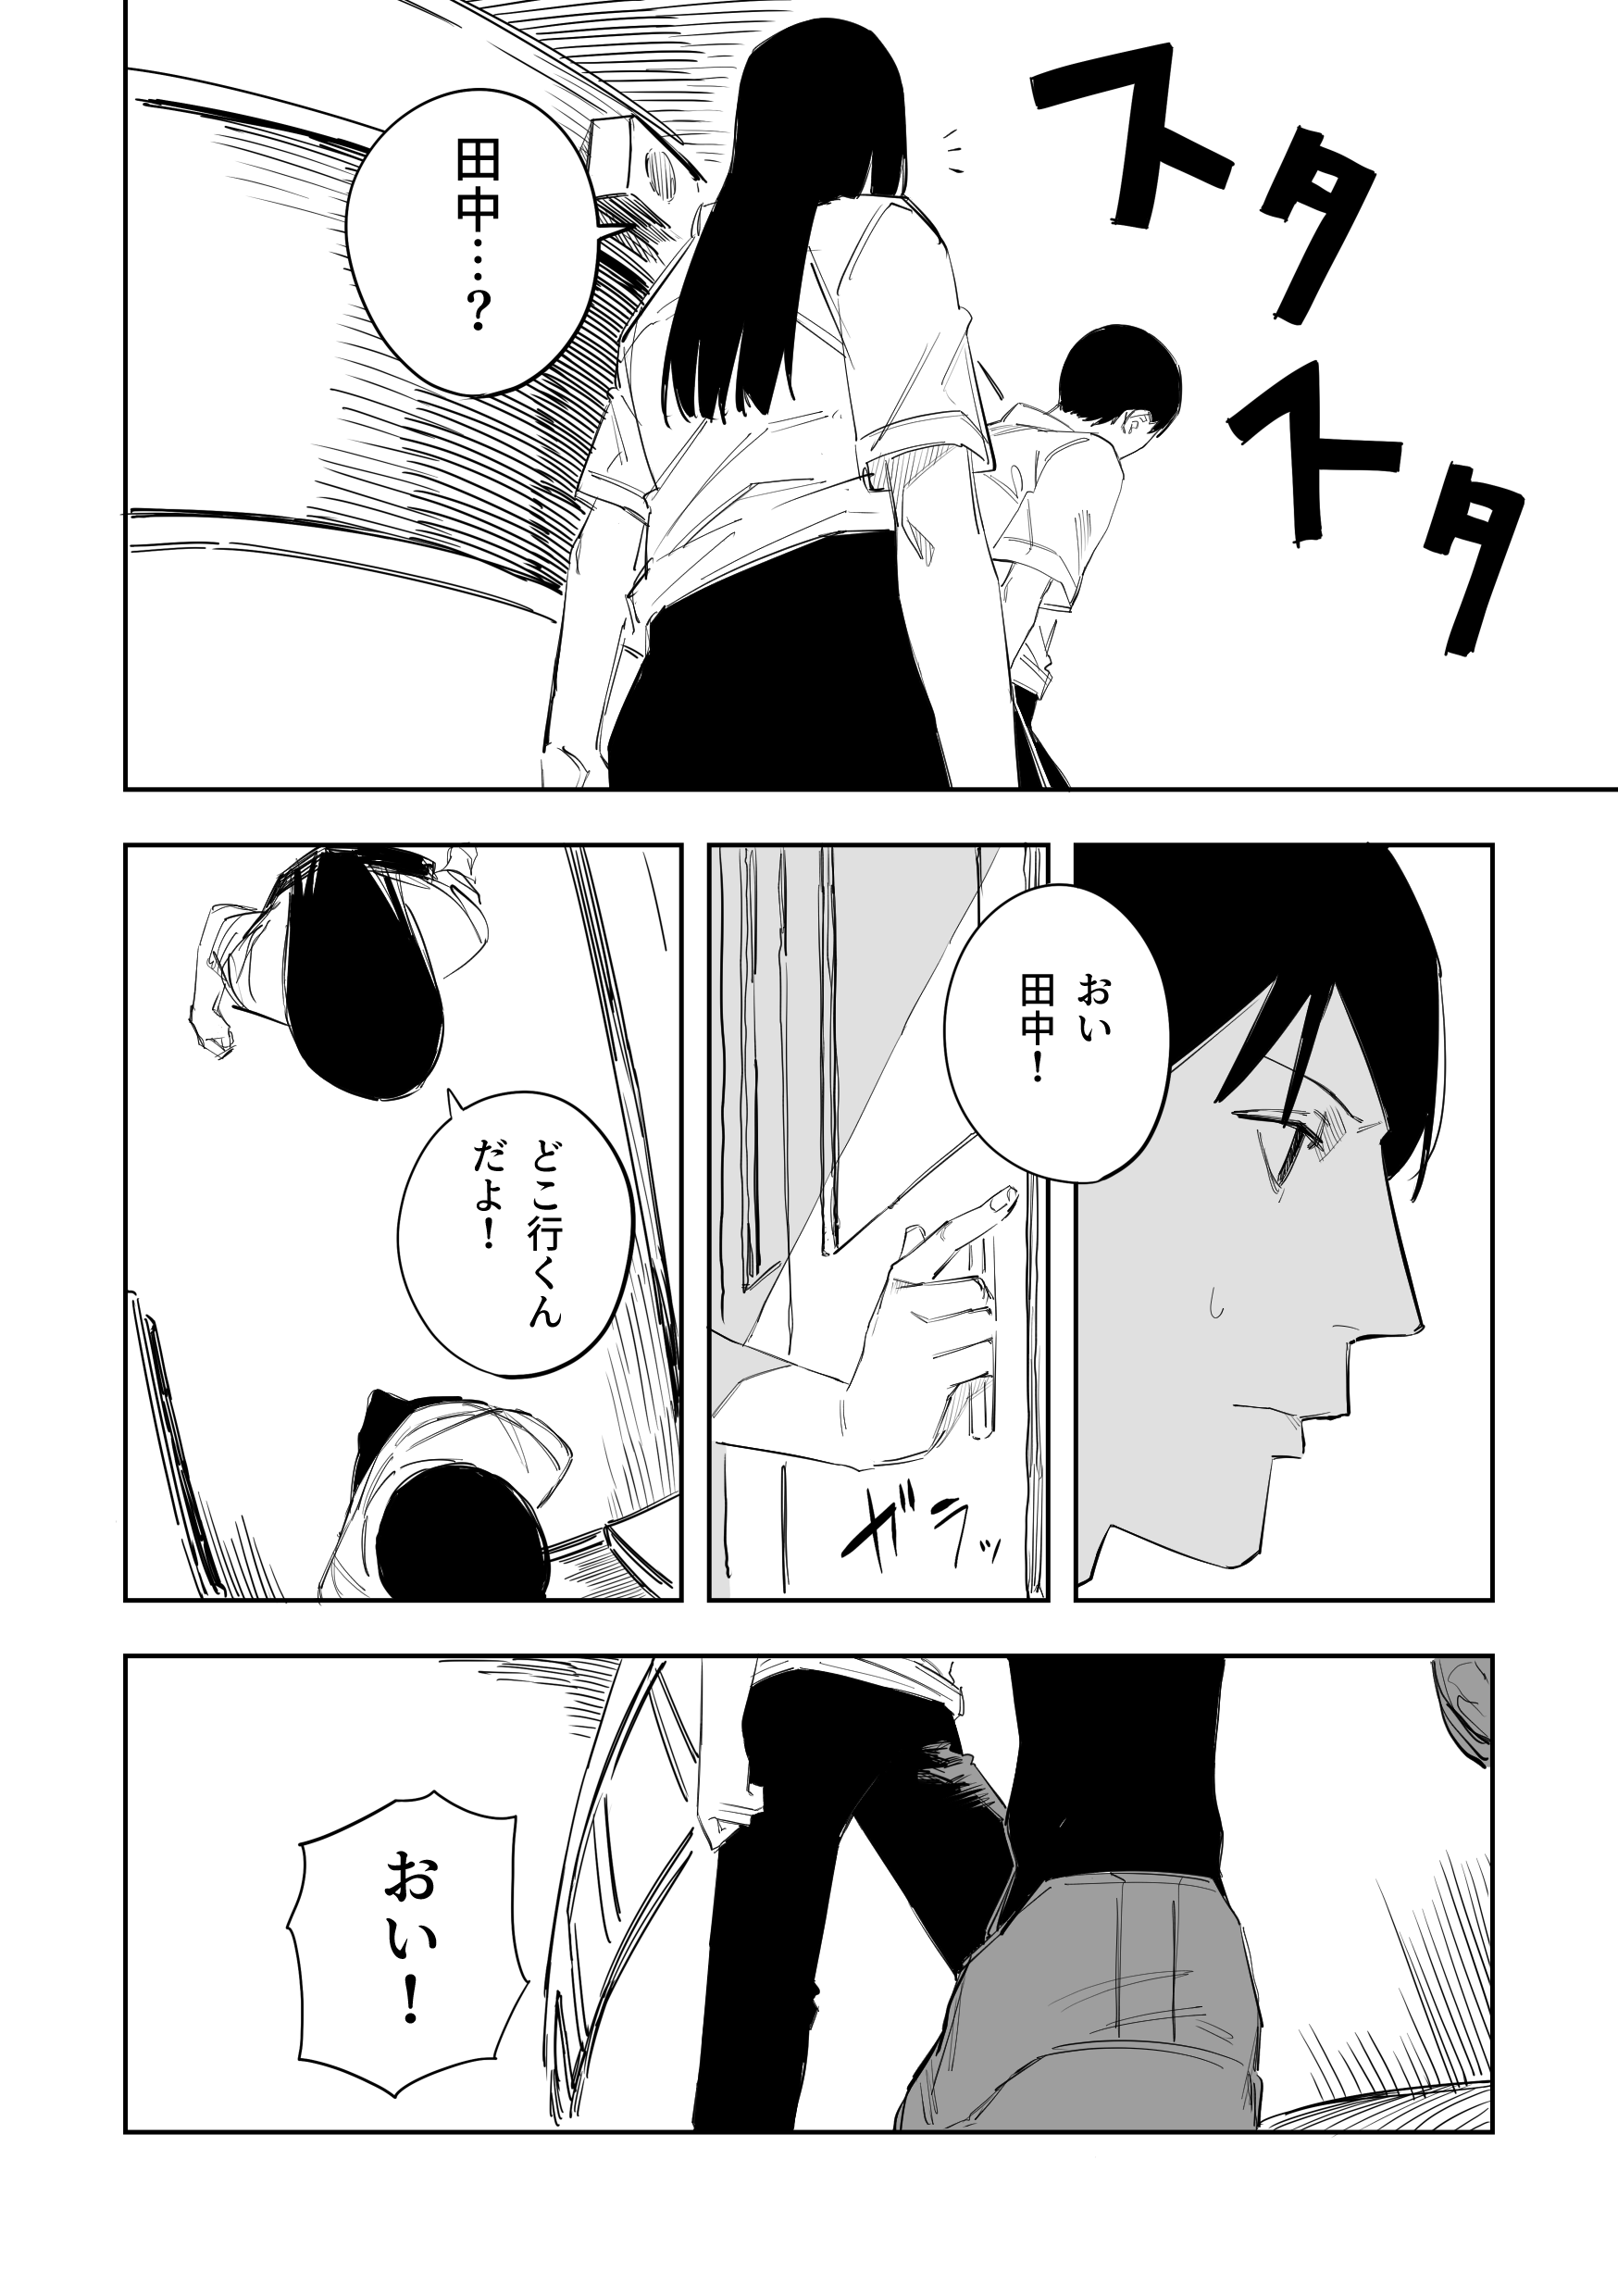 スタ
スタ
田中……?
おい
田中!
ガラッ
どこ行くん
だよ!
おい!